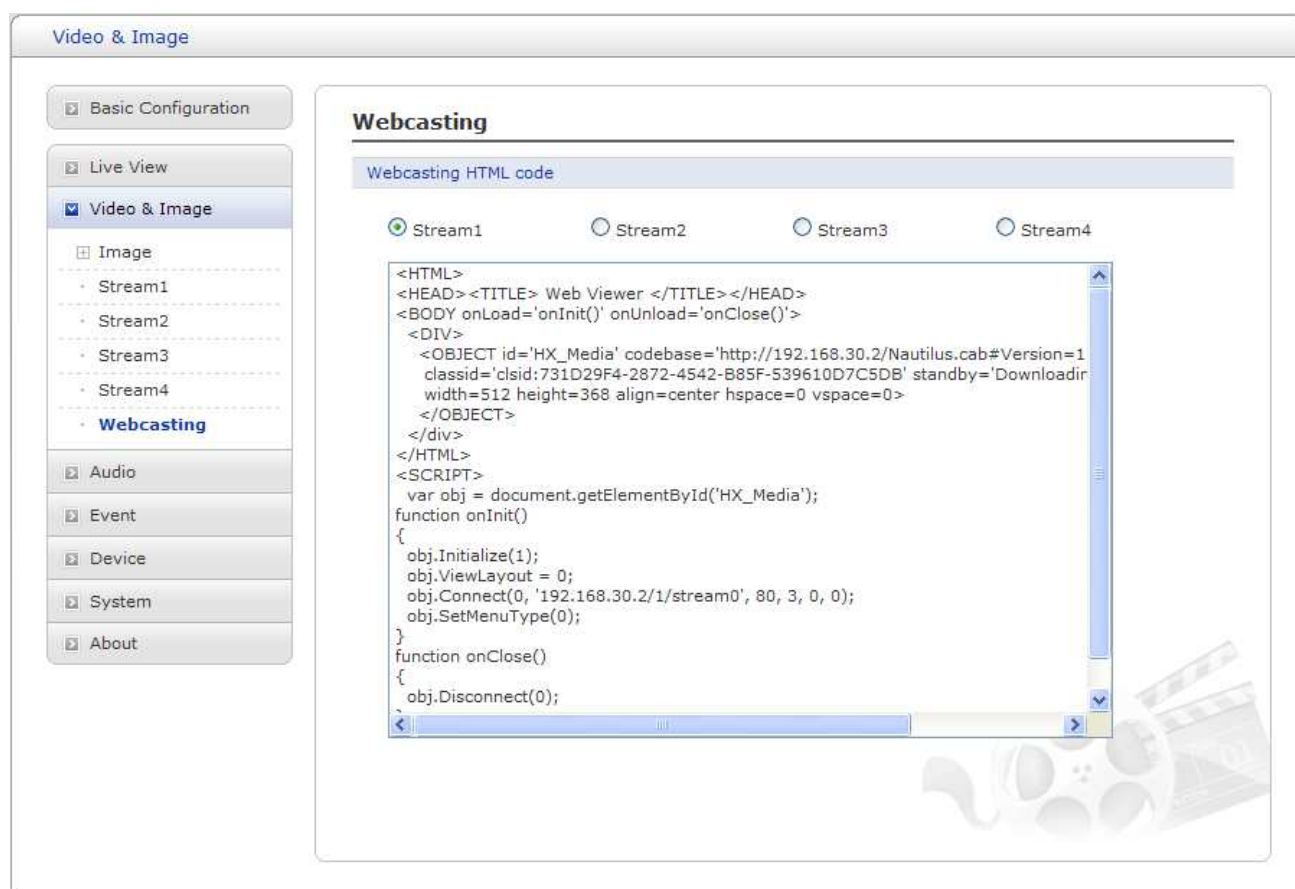 Video & Image
Basic Configuration
Live View
Video & Image
Image
Stream1
Stream2
Stream3
Stream4
Webcasting
Audio
Event
Device
System
About
Webcasting
Webcasting HTML code
Stream1 Stream2 Stream3 Stream4
<HTML>
<HEAD><TITLE> Web Viewer </TITLE></HEAD>
<BODY onLoad='onInit()' onUnload='onClose()'>
<DIV>
<OBJECT id='HX_Media' codebase='http://192.168.30.2/Nautilus.cab#Version=1
classid='clsid:731D29F4-2872-4542-B85F-539610D7C5DB' standby='Downloadin
width=512 height=368 align=center hspace=0 vspace=0>
</OBJECT>
</div>
</HTML>
<SCRIPT>
var obj = document.getElementById('HX_Media');
function onInit()
{
obj.Initialize(1);
obj.ViewLayout = 0;
obj.Connect(0, '192.168.30.2/1/stream0', 80, 3, 0, 0);
obj.SetMenuType(0);
}
function onClose()
{
obj.Disconnect(0);